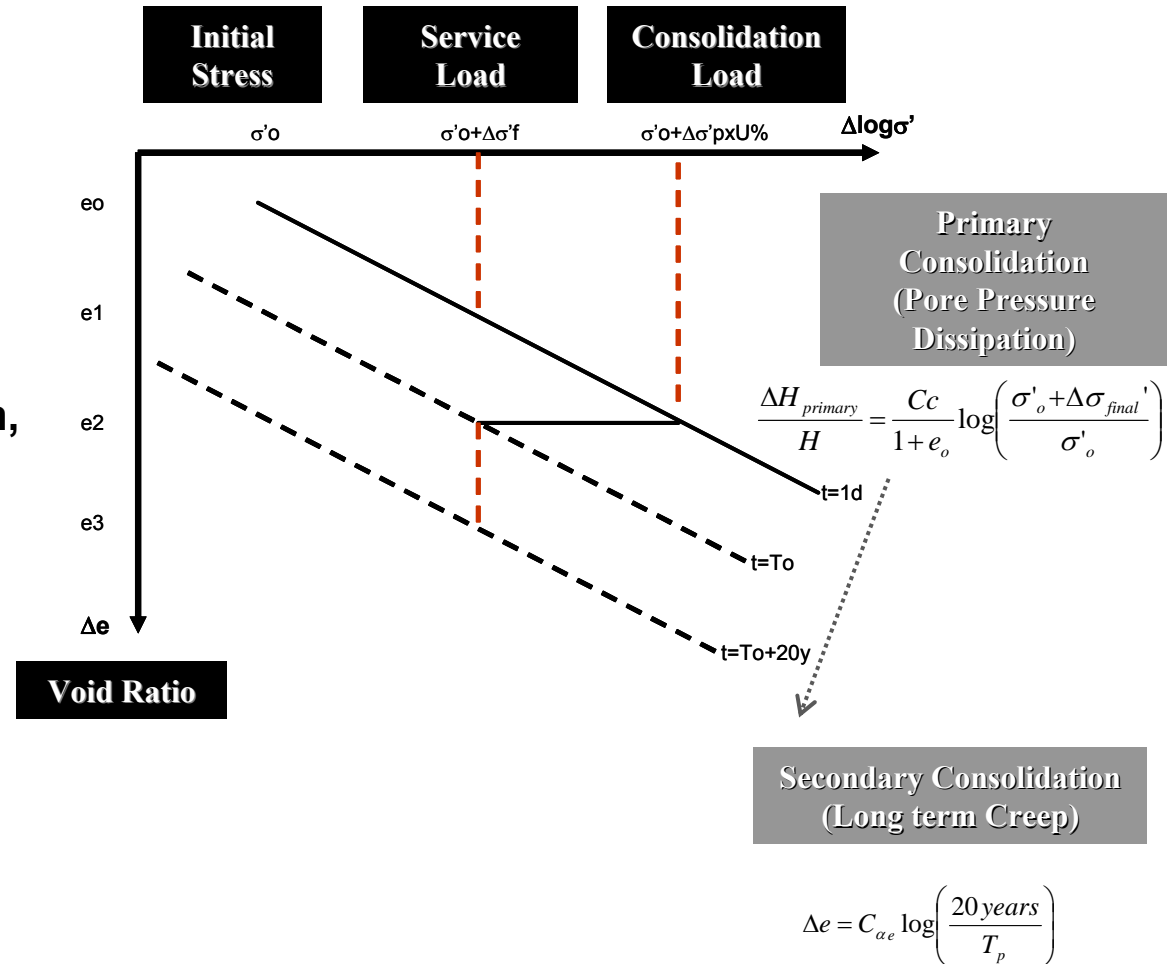 Initial
Stress
Service
Load
Consolidation
Load
σ'o
σ'o+Δσ'f
σ'o+Δσ'pxU%
Δlogσ'
eo
e1
e2
e3
Δe
Void Ratio
n,
t=1d
t=To
t=To+20y
Primary
Consolidation
(Pore Pressure
Dissipation)
ΔH_primary / H = Cc / (1 + e_o) log((σ'_o + Δσ_final ') / σ'_o)
Secondary Consolidation
(Long term Creep)
Δe = C_αe log(20 years / T_p)